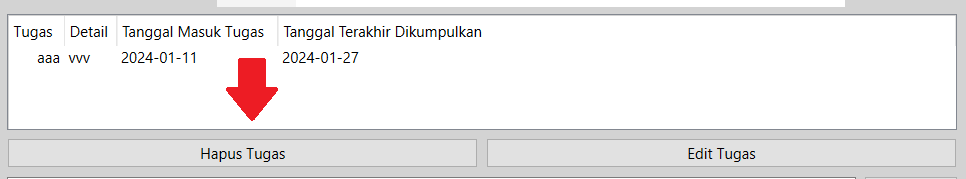 Tugas Detail Tanggal Masuk Tugas Tanggal Terakhir Dikumpulkan
aaa vvv 2024-01-11 2024-01-27
Hapus Tugas Edit Tugas